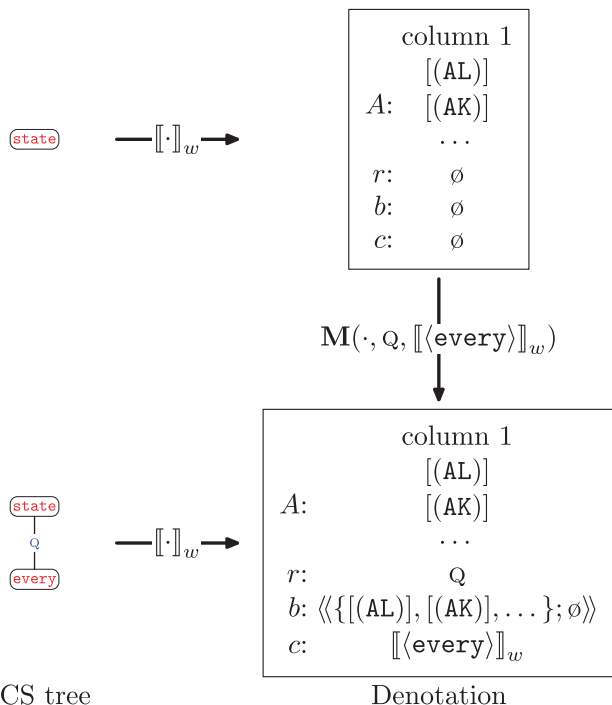 column 1
[(AL)]
A: [(AK)]
...
r: ø
b: ø
c: ø
state
⟦·⟧w
M(·, Q, ⟦⟨every⟩⟧w)
column 1
[(AL)]
A: [(AK)]
...
r: Q
b: ⟪{[(AL)], [(AK)], ...}; ø⟫
c: ⟦⟨every⟩⟧w
state
Q
every
⟦·⟧w
CS tree
Denotation